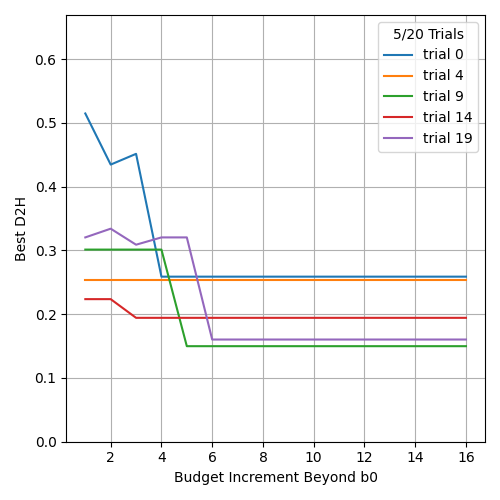 5/20 Trials
trial 0
trial 4
trial 9
trial 14
trial 19
Best D2H
0.6
0.5
0.4
0.3
0.2
0.1
0.0
2 4 6 8 10 12 14 16
Budget Increment Beyond b0